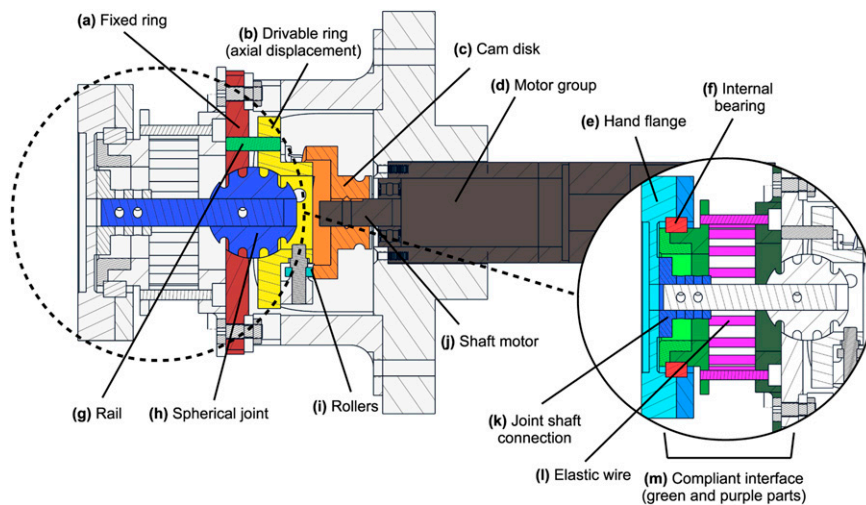 (a) Fixed ring
(b) Drivable ring
(axial displacement)
(c) Cam disk
(d) Motor group
(e) Hand flange
(f) Internal
bearing
(g) Rail
(h) Spherical joint
(i) Rollers
(j) Shaft motor
(k) Joint shaft
connection
(l) Elastic wire
(m) Compliant interface
(green and purple parts)